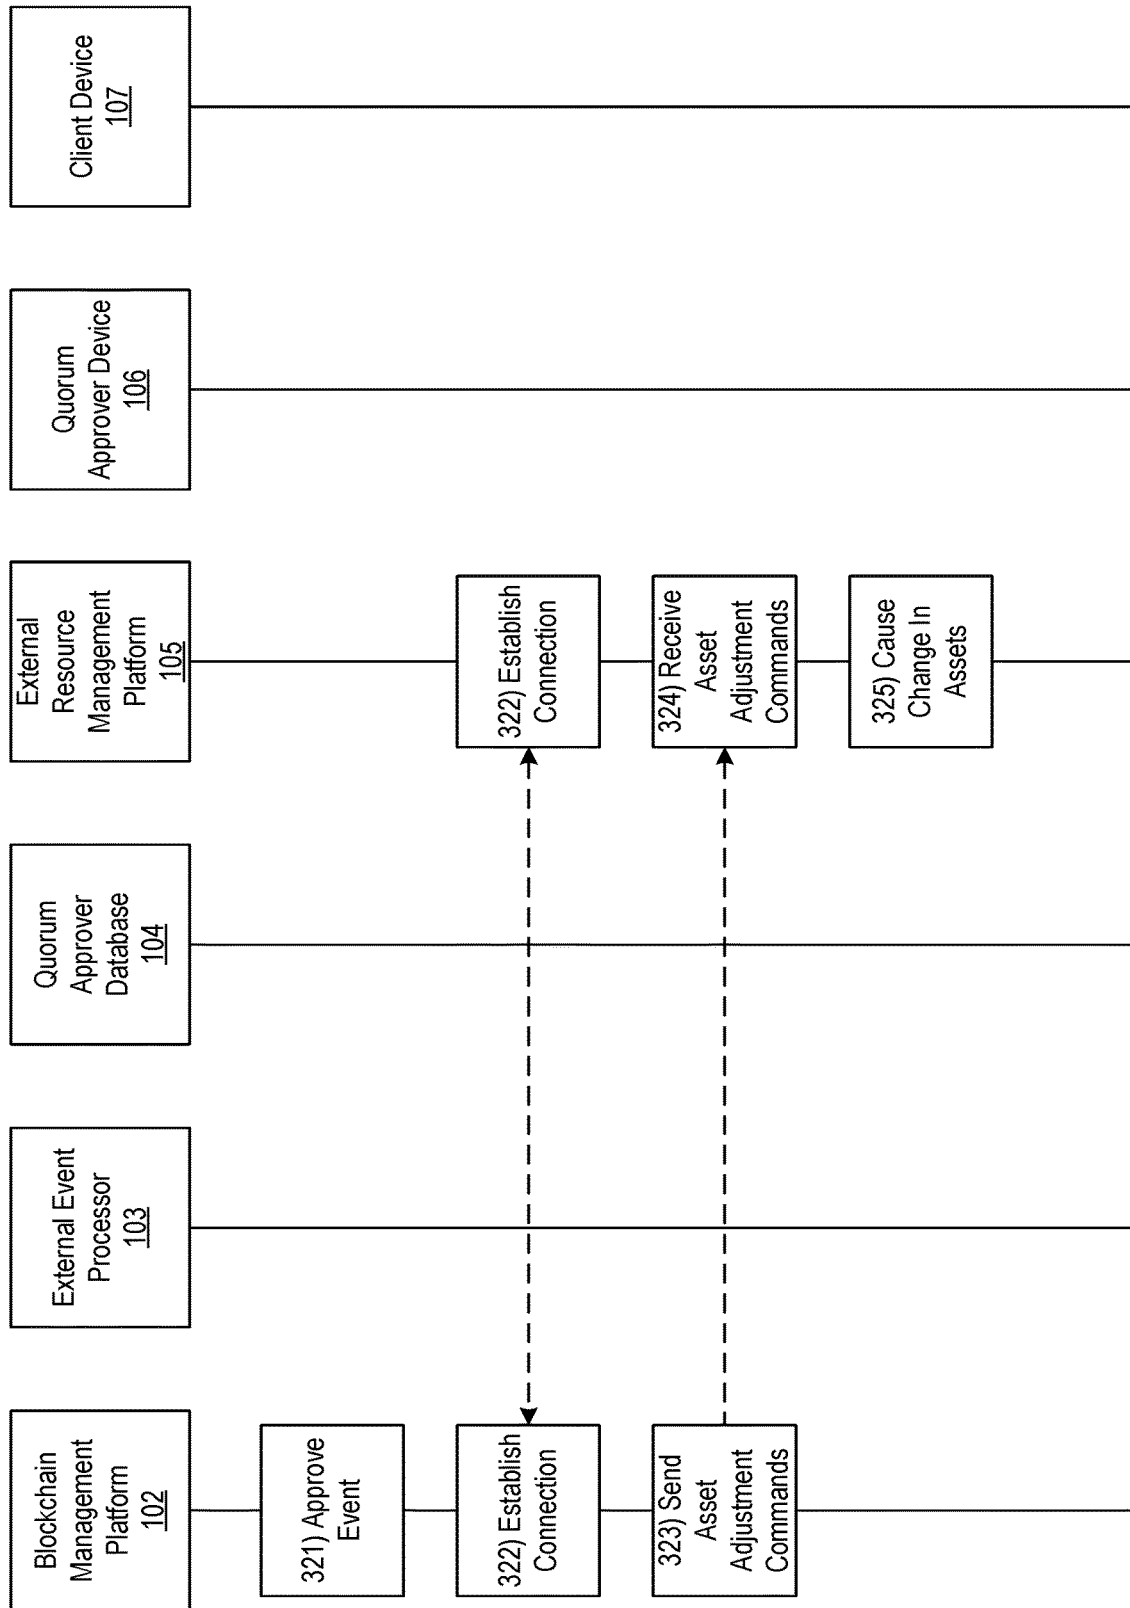 Blockchain
Management
Platform
102
External Event
Processor
103
Quorum
Approver
Database
104
External
Resource
Management
Platform
105
Quorum
Approver Device
106
Client Device
107
321) Approve
Event
322) Establish
Connection
322) Establish
Connection
323) Send
Asset
Adjustment
Commands
324) Receive
Asset
Adjustment
Commands
325) Cause
Change In
Assets